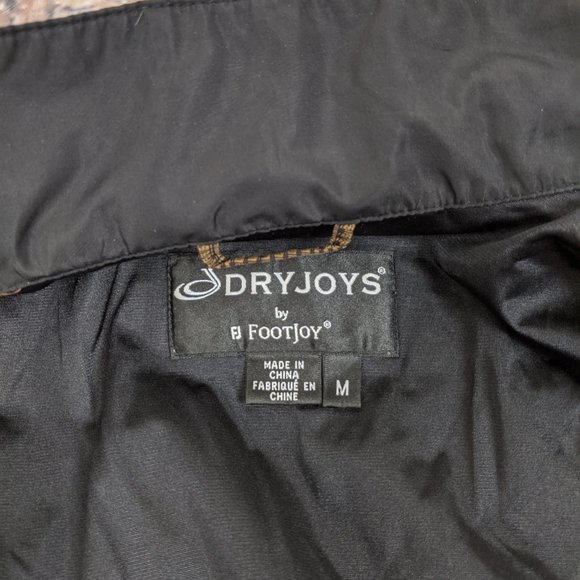 DRYJOYS®
by
FJ FOOTJOY®
MADE IN
CHINA
FABRIQUÉ EN
CHINE
M